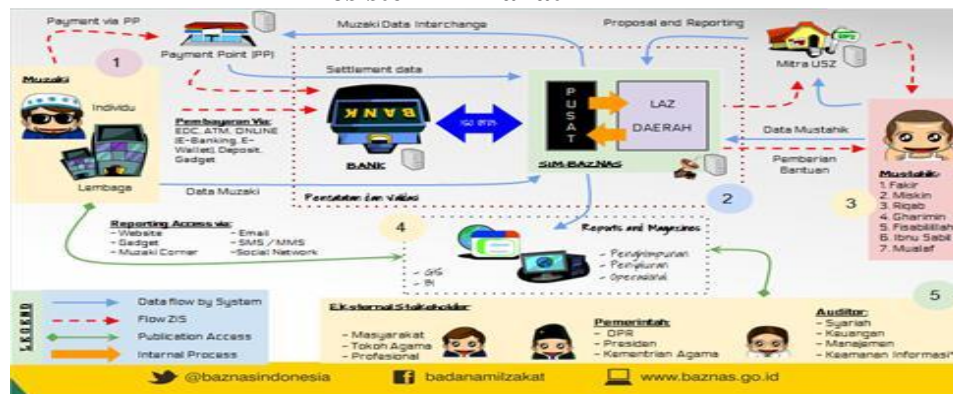 Payment via PP
Muzaki Data Interchange
Proposal and Reporting
1
Payment Point (PP)
Mitra USZ
Muzaki
Individu
Lembaga
Settlement data
Pembayaran Via:
EDC, ATM, ONLINE
(E-Banking, E-
Wallet), Deposit,
Gadget
BANK
BANK
PUSAT
LAZ
DAERAH
SIM-BAZNAS
Data Mustahik
Pemberian
Bantuan
Data Muzaki
Pencatatan dan Validasi
2
3
Mustahik:
1. Fakir
2. Miskin
3. Riqab
4. Gharimin
5. Fisabilillah
6. Ibnu Sabil
7. Mualaf
Reporting Access via:
- Website
- Gadget
- Muzaki Corner
- Email
- SMS / MMS
-Social Network
4
Reports and Magazines
- GIS
- BI
- Penghimpunan
- Penyaluran
- Operasional
5
LEGEND
Data flow by System
Flow ZIS
Publication Access
Internal Process
Eksternal Stakeholder
- Masyarakat
- Tokoh Agama
- Profesional
Pemerintah:
- DPR
- Presiden
- Kementrian Agama
Auditor:
- Syariah
- Keuangan
- Manajemen
- Keamanan Informasi*
@baznasindonesia
badanamilzakat
www.baznas.go.id